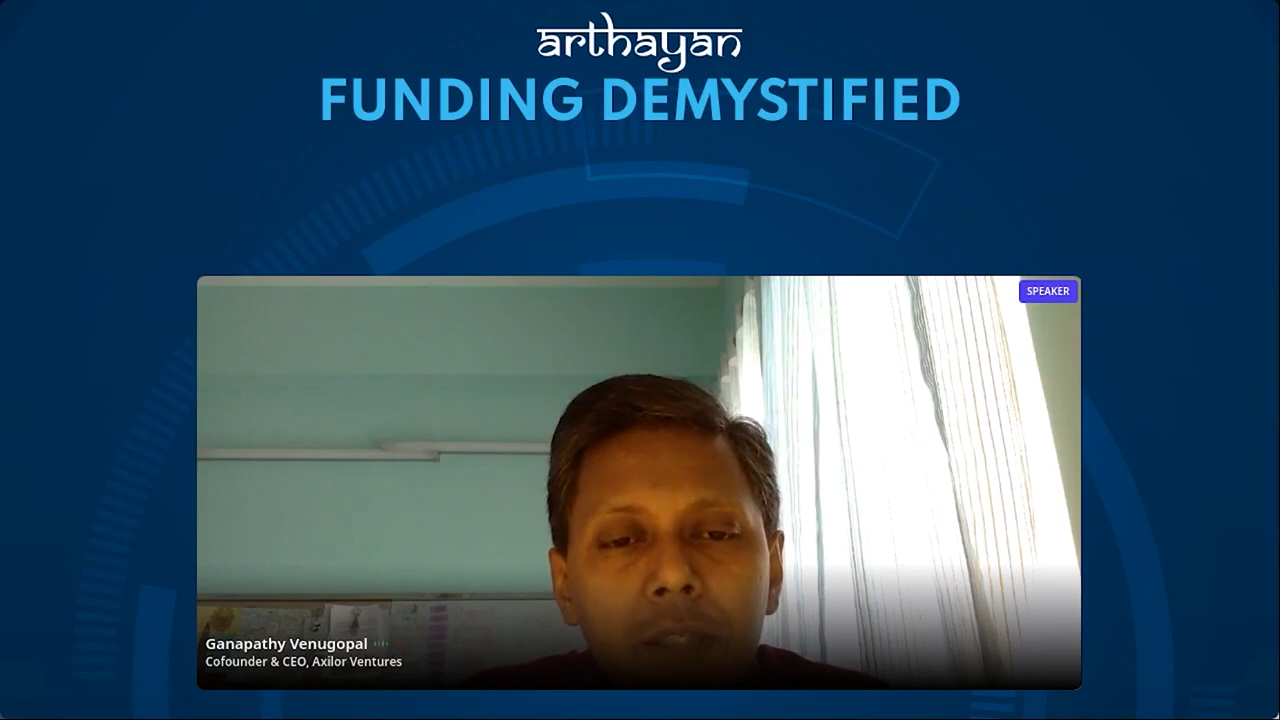 arthayan
FUNDING DEMYSTIFIED
SPEAKER
Ganapathy Venugopal
Cofounder & CEO, Axilor Ventures